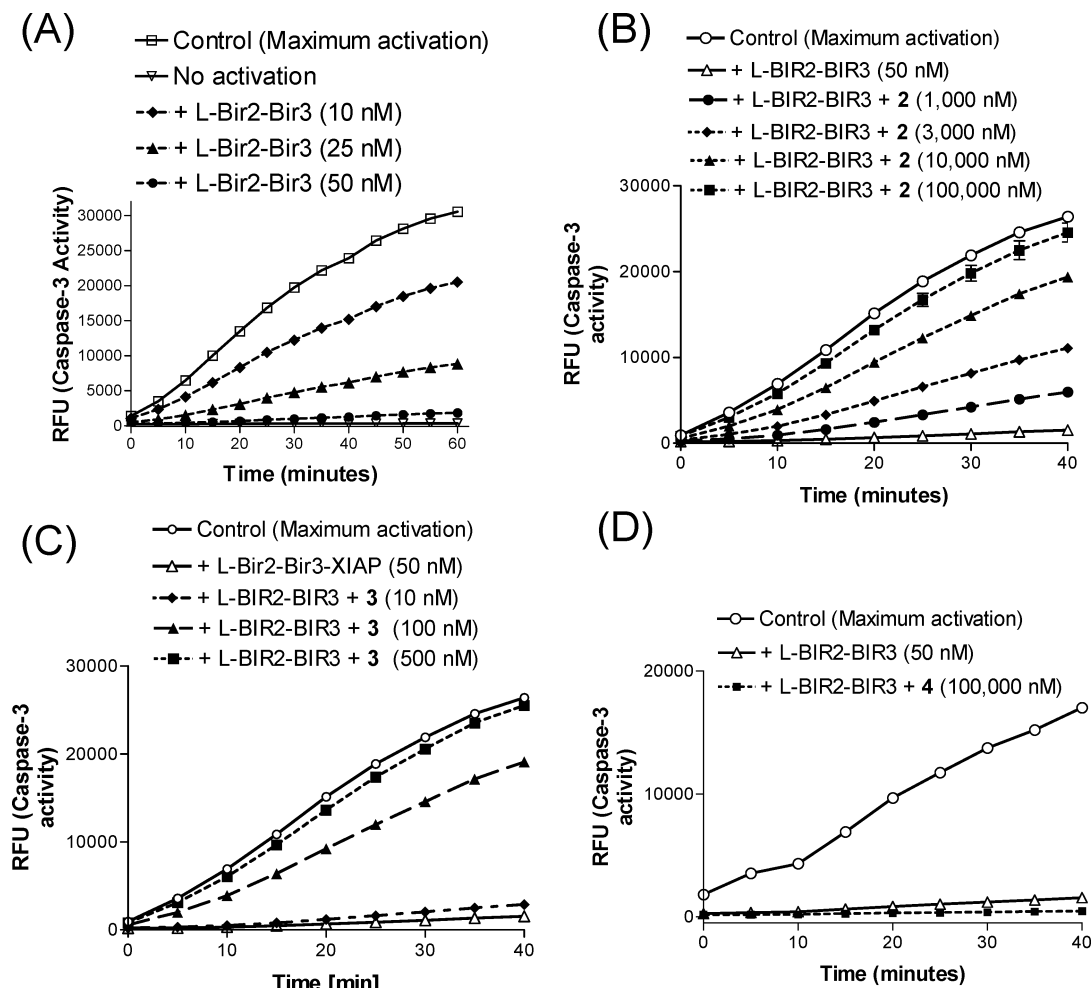 (A)
Control (Maximum activation)
No activation
+ L-Bir2-Bir3 (10 nM)
+ L-Bir2-Bir3 (25 nM)
+ L-Bir2-Bir3 (50 nM)
RFU (Caspase-3 Activity)
30000
25000
20000
15000
10000
5000
0
0 10 20 30 40 50 60
Time (minutes)
(B)
Control (Maximum activation)
+ L-BIR2-BIR3 (50 nM)
+ L-BIR2-BIR3 + 2 (1,000 nM)
+ L-BIR2-BIR3 + 2 (3,000 nM)
+ L-BIR2-BIR3 + 2 (10,000 nM)
+ L-BIR2-BIR3 + 2 (100,000 nM)
RFU (Caspase-3
activity)
30000
20000
10000
0
0 10 20 30 40
Time (minutes)
(C)
Control (Maximum activation)
+ L-Bir2-Bir3-XIAP (50 nM)
+ L-BIR2-BIR3 + 3 (10 nM)
+ L-BIR2-BIR3 + 3 (100 nM)
+ L-BIR2-BIR3 + 3 (500 nM)
RFU (Caspase-3
activity)
30000
20000
10000
0
0 10 20 30 40
Time [min]
(D)
Control (Maximum activation)
+ L-BIR2-BIR3 (50 nM)
+ L-BIR2-BIR3 + 4 (100,000 nM)
RFU (Caspase-3
activity)
20000
10000
0
0 10 20 30 40
Time (minutes)